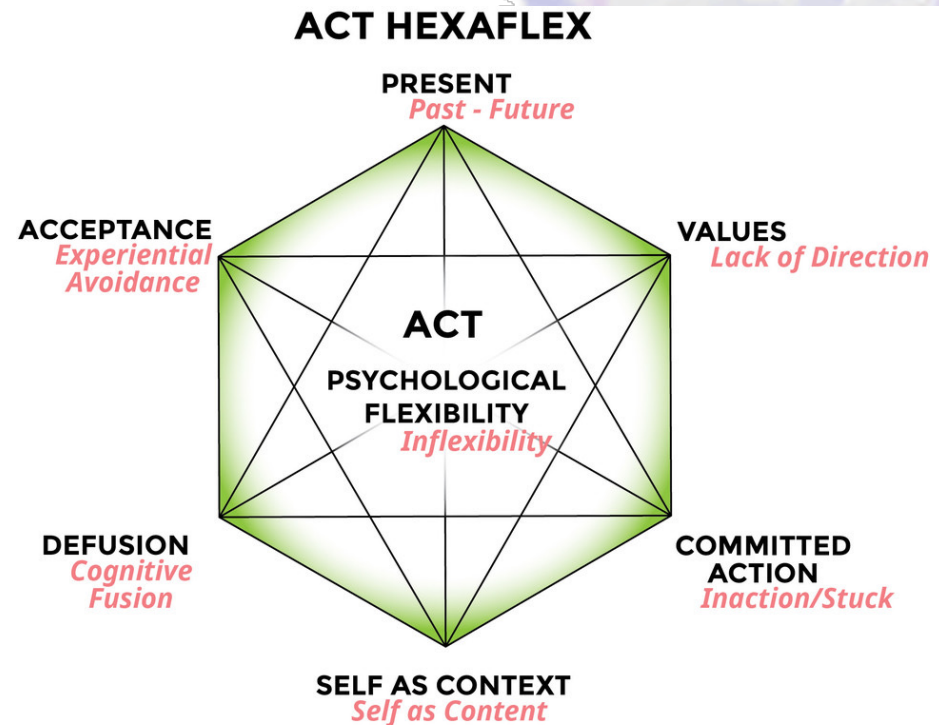 ACT HEXAFLEX
PRESENT
Past - Future
ACCEPTANCE
Experiential
Avoidance
VALUES
Lack of Direction
ACT
PSYCHOLOGICAL
FLEXIBILITY
Inflexibility
DEFUSION
Cognitive
Fusion
COMMITTED
ACTION
Inaction/Stuck
SELF AS CONTEXT
Self as Content